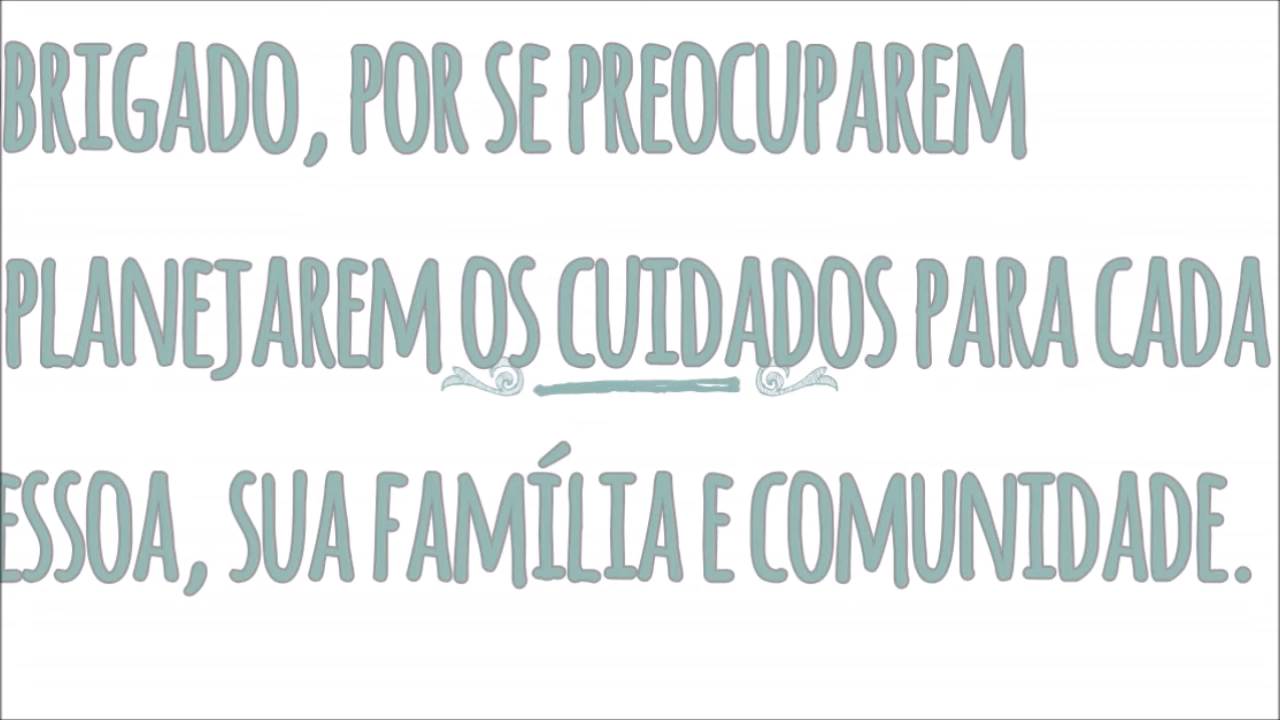 BRIGADO, POR SE PREOCUPAREM
PLANEJAREM OS CUIDADOS PARA CADA
ESSOA, SUA FAMÍLIA E COMUNIDADE.